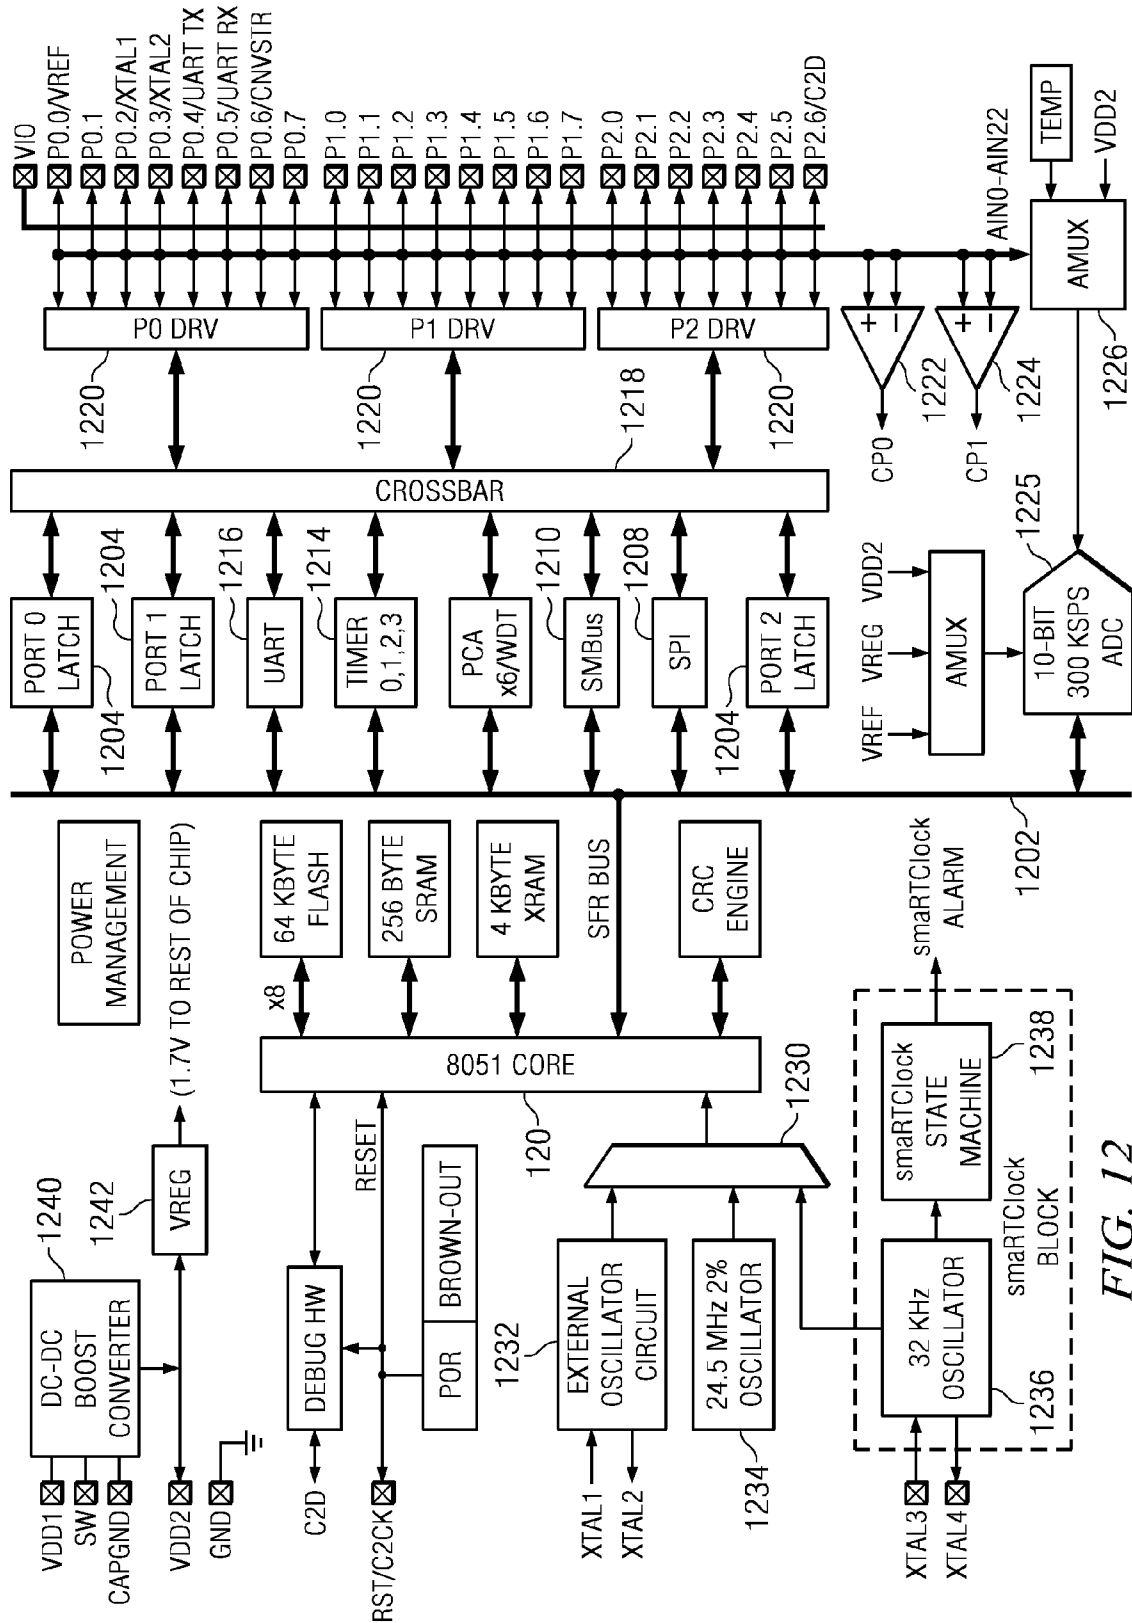 VDD1
SW
CAPGND
VDD2
GND
DC-DC
BOOST
CONVERTER
1240
VREG
1242
(1.7V TO REST OF CHIP)
POWER
MANAGEMENT
C2D
RST/C2CK
DEBUG HW
RESET
POR
BROWN-OUT
8051 CORE
120
x8
64 KBYTE
FLASH
256 BYTE
SRAM
4 KBYTE
XRAM
SFR BUS
CRC
ENGINE
XTAL1
XTAL2
1232
EXTERNAL
OSCILLATOR
CIRCUIT
24.5 MHz 2%
OSCILLATOR
1234
1230
XTAL3
XTAL4
32 KHz
OSCILLATOR
1236
smaRTClock
STATE
MACHINE
1238
smaRTClock
BLOCK
smaRTClock
ALARM
1202
PORT 0
LATCH
1204
PORT 1
LATCH
1204
UART
1216
TIMER
0,1,2,3
1214
PCA
x6/WDT
SMBus
1210
SPI
1208
PORT 2
LATCH
1204
CROSSBAR
1218
P0 DRV
1220
P1 DRV
1220
P2 DRV
1220
VIO
P0.0/VREF
P0.1
P0.2/XTAL1
P0.3/XTAL2
P0.4/UART TX
P0.5/UART RX
P0.6/CNVSTR
P0.7
P1.0
P1.1
P1.2
P1.3
P1.4
P1.5
P1.6
P1.7
P2.0
P2.1
P2.2
P2.3
P2.4
P2.5
P2.6/C2D
AIN0-AIN22
+
−
1222
CP0
+
−
1224
CP1
TEMP
VDD2
AMUX
1226
VREF
VREG
VDD2
AMUX
10-BIT
300 KSPS
ADC
1225
FIG. 12